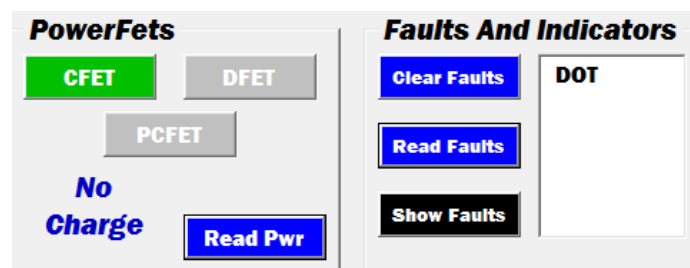 PowerFets
CFET
DFET
PCFET
No
Charge
Read Pwr
Faults And Indicators
Clear Faults
DOT
Read Faults
Show Faults